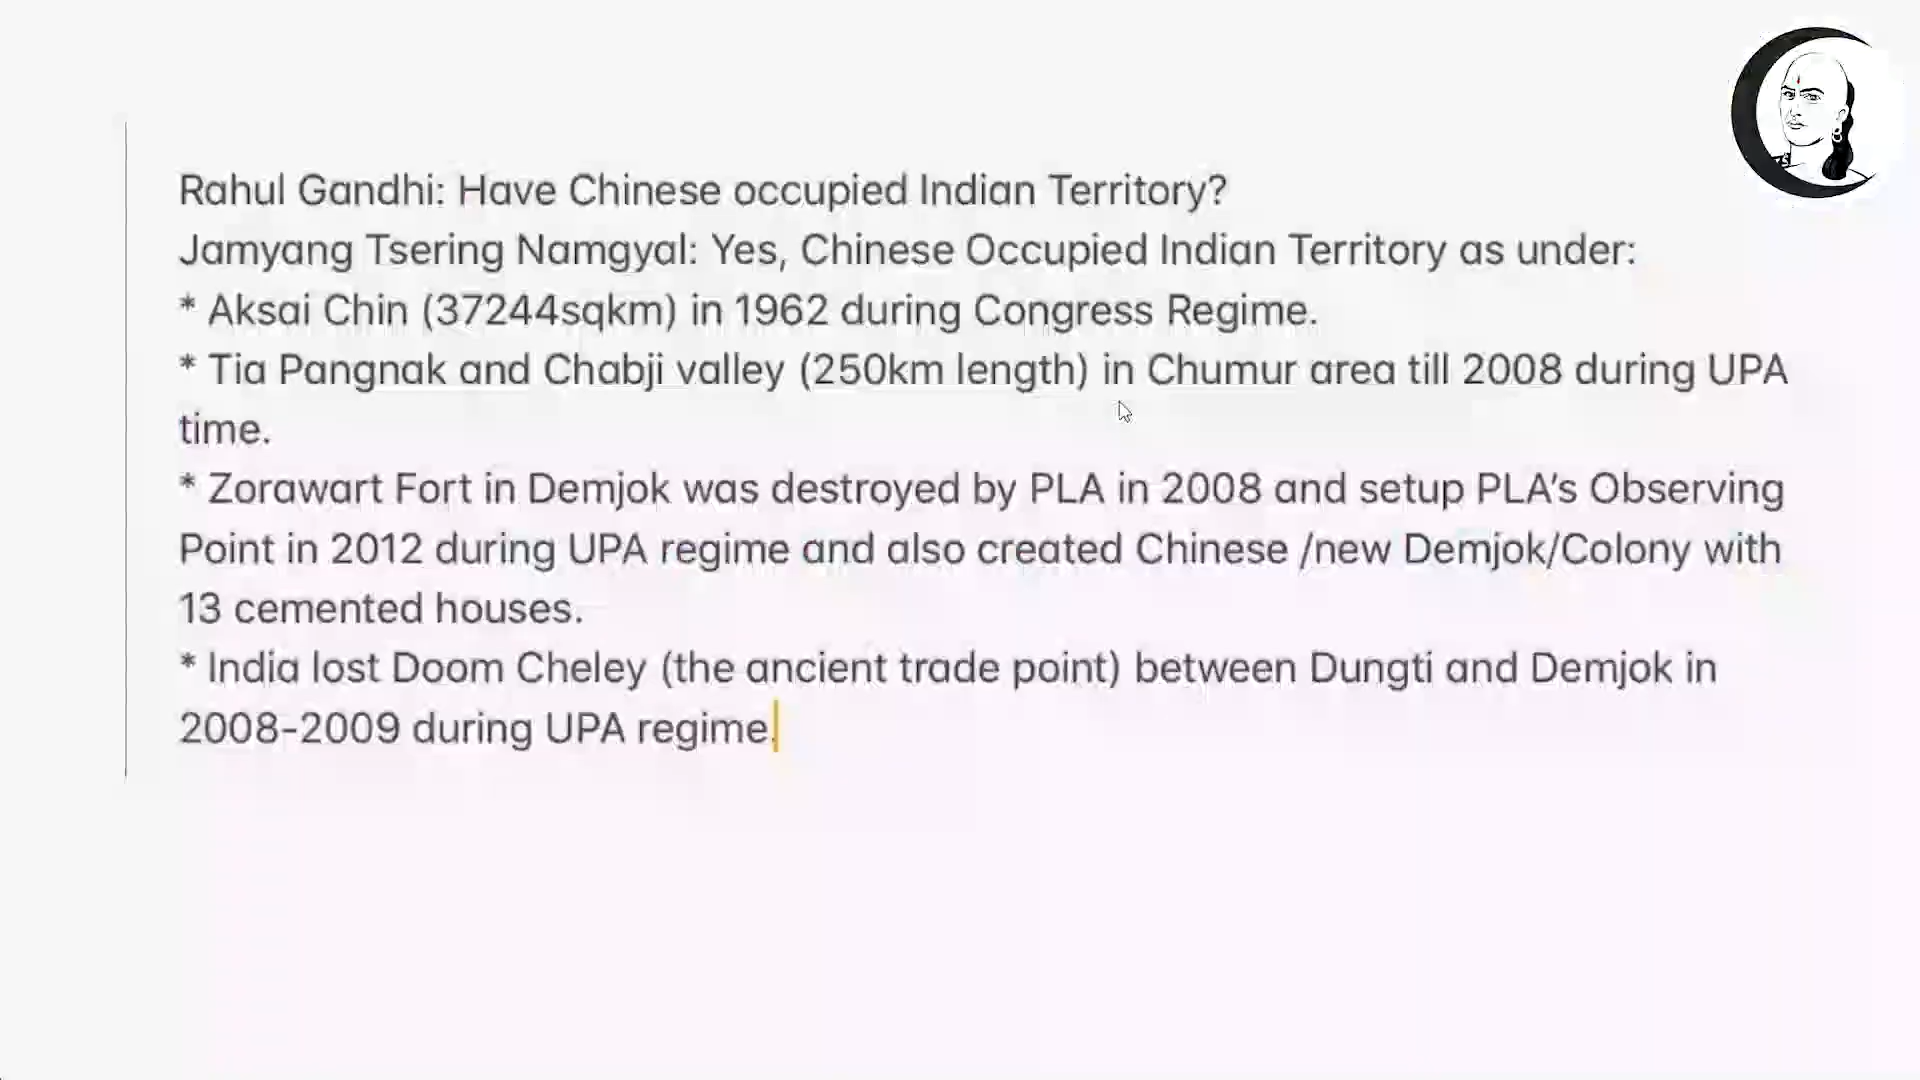 Rahul Gandhi: Have Chinese occupied Indian Territory?
Jamyang Tsering Namgyal: Yes, Chinese Occupied Indian Territory as under:
* Aksai Chin (37244sqkm) in 1962 during Congress Regime.
* Tia Pangnak and Chabji valley (250km length) in Chumur area till 2008 during UPA
time.
* Zorawart Fort in Demjok was destroyed by PLA in 2008 and setup PLA's Observing
Point in 2012 during UPA regime and also created Chinese /new Demjok/Colony with
13 cemented houses.
* India lost Doom Cheley (the ancient trade point) between Dungti and Demjok in
2008-2009 during UPA regime.